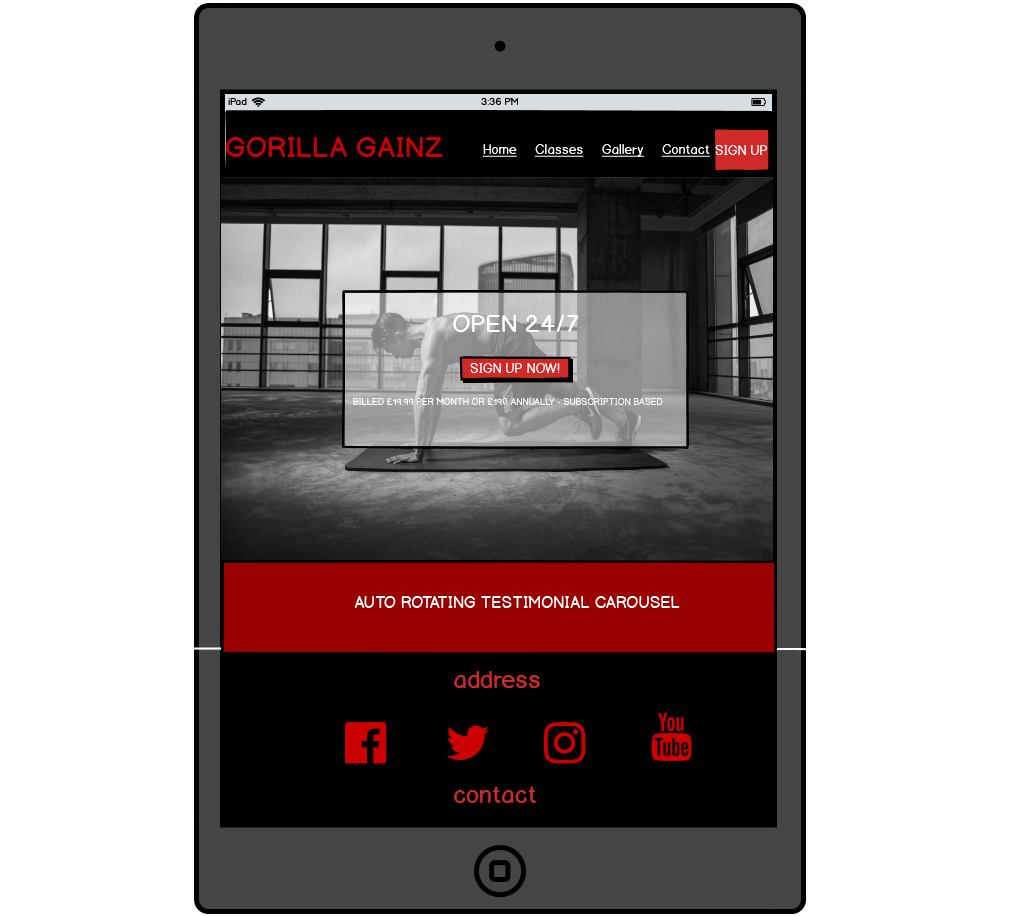 iPad 3:36 PM
GORILLA GAINZ Home Classes Gallery Contact SIGN UP
OPEN 24/7
SIGN UP NOW!
BILLED £19.99 PER MONTH OR £190 ANNUALLY - SUBSCRIPTION BASED
AUTO ROTATING TESTIMONIAL CAROUSEL
address
You
Tube
contact